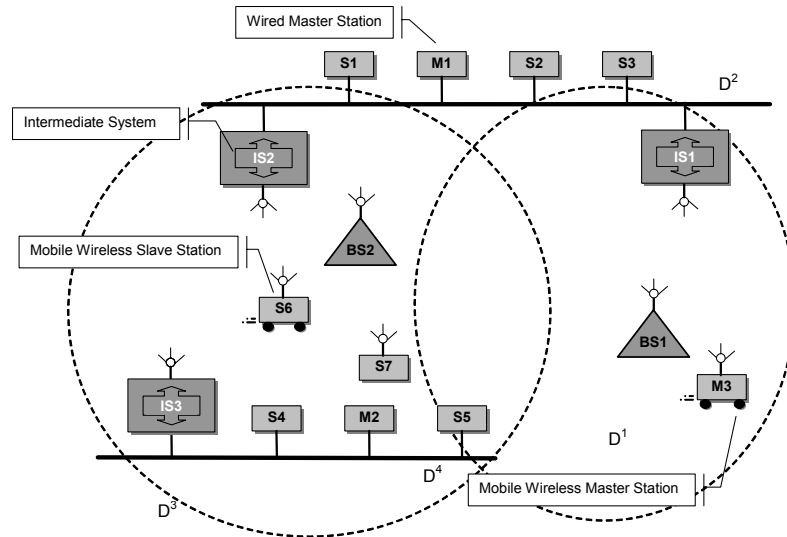 Wired Master Station
S1
M1
S2
S3
D²
Intermediate System
IS2
IS1
BS2
Mobile Wireless Slave Station
S6
BS1
S7
M3
IS3
S4
M2
S5
D¹
D⁴
Mobile Wireless Master Station
D³